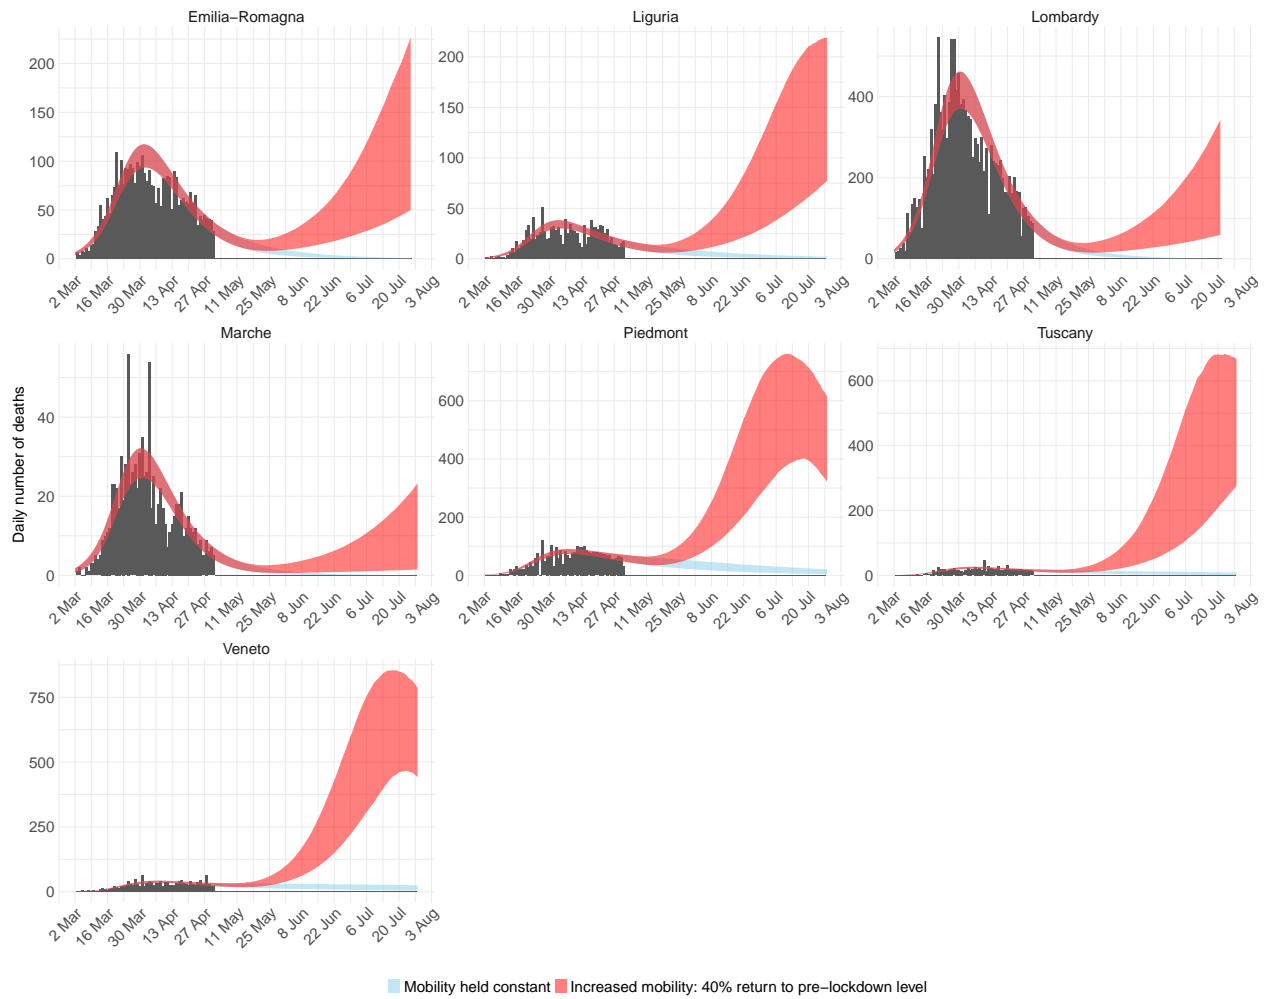 Emilia−Romagna Liguria Lombardy
200
150
100
50
0
2 Mar 16 Mar 30 Mar 13 Apr 27 Apr 11 May 25 May 8 Jun 22 Jun 6 Jul 20 Jul 3 Aug
200
150
100
50
0
2 Mar 16 Mar 30 Mar 13 Apr 27 Apr 11 May 25 May 8 Jun 22 Jun 6 Jul 20 Jul 3 Aug
400
200
0
2 Mar 16 Mar 30 Mar 13 Apr 27 Apr 11 May 25 May 8 Jun 22 Jun 6 Jul 20 Jul 3 Aug
Marche Piedmont Tuscany
Daily number of deaths
40
20
0
2 Mar 16 Mar 30 Mar 13 Apr 27 Apr 11 May 25 May 8 Jun 22 Jun 6 Jul 20 Jul 3 Aug
600
400
200
0
2 Mar 16 Mar 30 Mar 13 Apr 27 Apr 11 May 25 May 8 Jun 22 Jun 6 Jul 20 Jul 3 Aug
600
400
200
0
2 Mar 16 Mar 30 Mar 13 Apr 27 Apr 11 May 25 May 8 Jun 22 Jun 6 Jul 20 Jul 3 Aug
Veneto
750
500
250
0
2 Mar 16 Mar 30 Mar 13 Apr 27 Apr 11 May 25 May 8 Jun 22 Jun 6 Jul 20 Jul 3 Aug
Mobility held constant Increased mobility: 40% return to pre−lockdown level